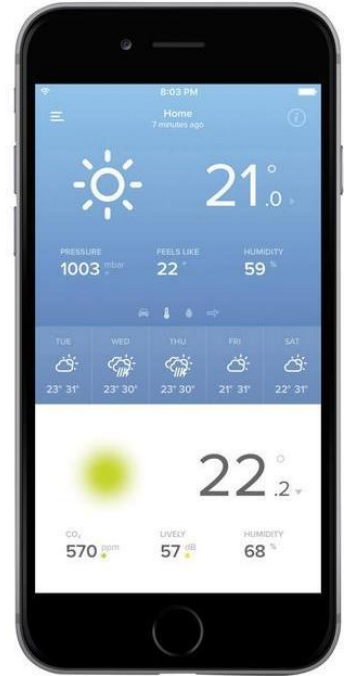 8:03 PM
Home
7 minutes ago
21°.0
PRESSURE FEELS LIKE HUMIDITY
1003 mbar 22° 59%
TUE WED THU FRI SAT
23° 31° 23° 30° 23° 30° 21° 31° 22° 31°
22°.2
CO₂ LIVELY HUMIDITY
570 ppm 57 dB 68%